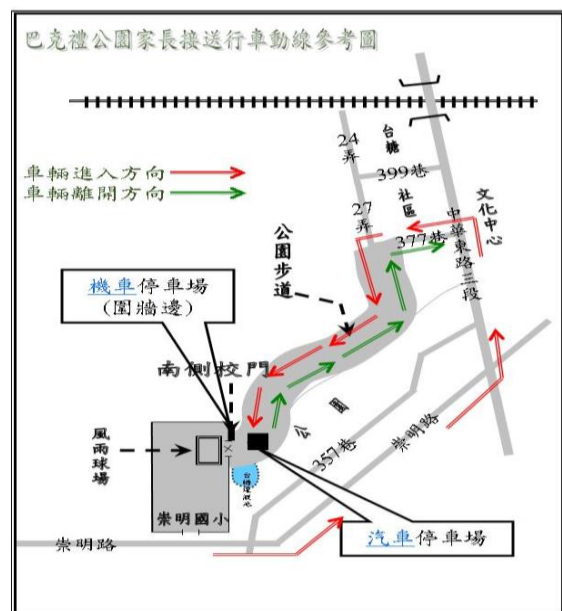 巴克禮公園家長接送行車動線參考圖
24弄
台糖
399巷
車輛進入方向
車輛離開方向
27弄
社區
377巷
文化中心
中華東路三段
公園步道
機車停車場
(圍牆邊)
南側校門
公園
357巷
崇明路
風雨球場
崇明國小
汽車停車場
崇明路